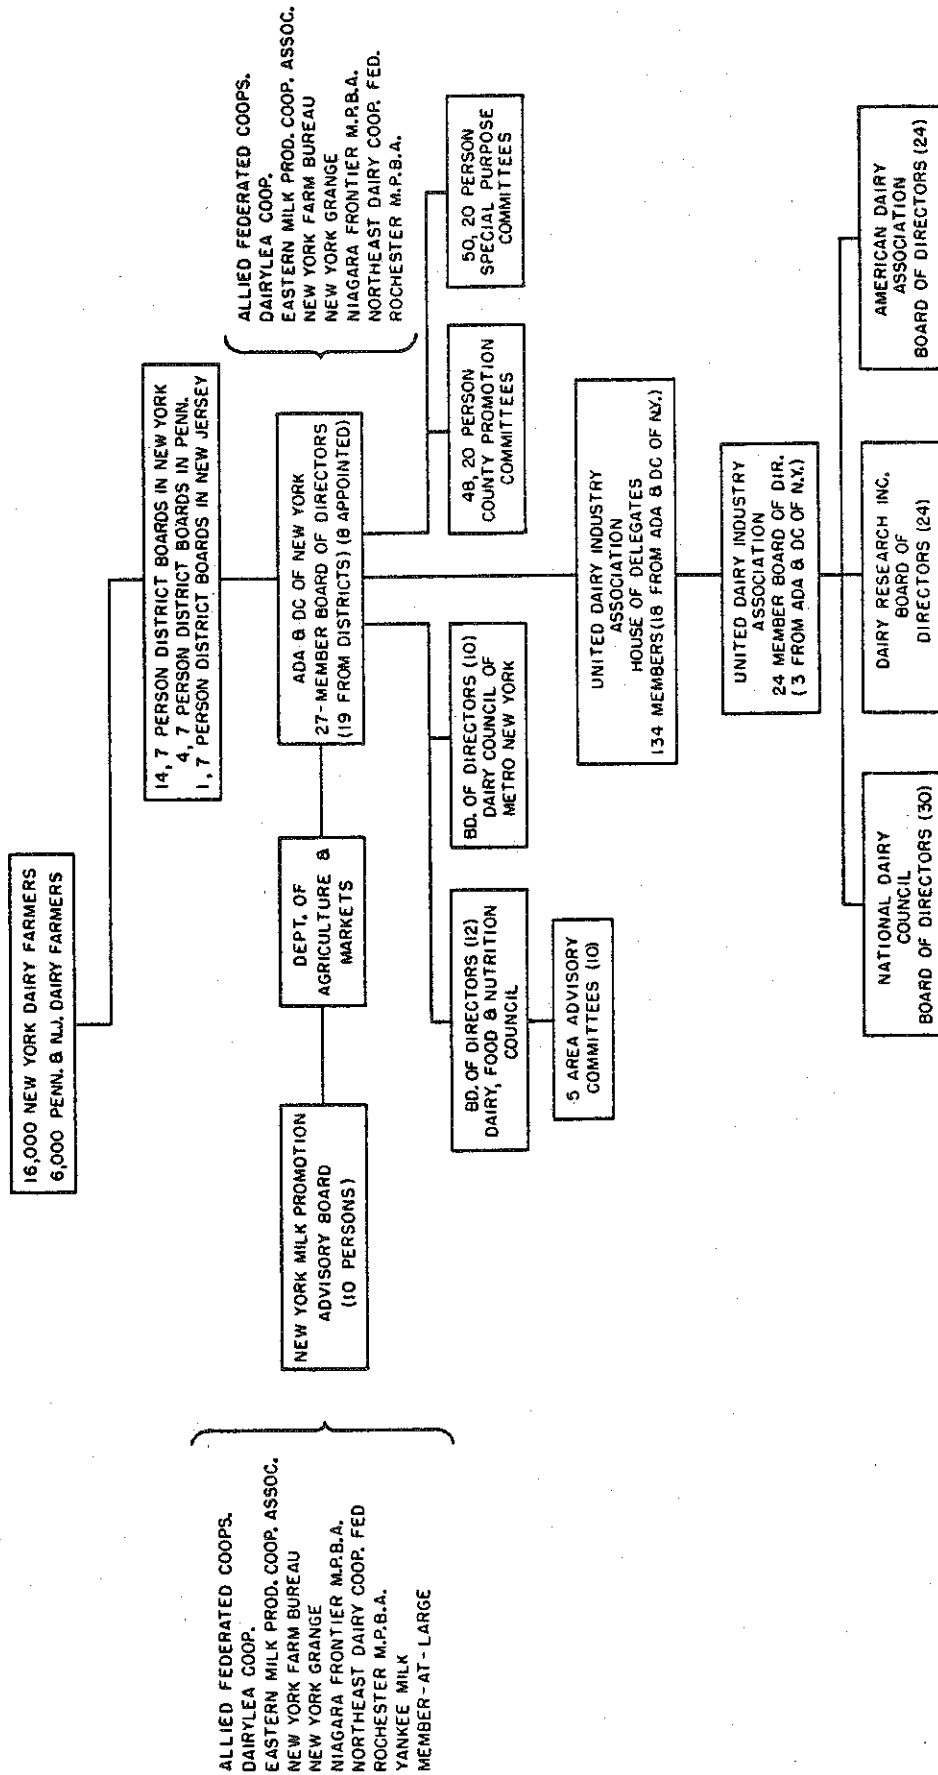 16,000 NEW YORK DAIRY FARMERS
6,000 PENN. & N.J. DAIRY FARMERS
14, 7 PERSON DISTRICT BOARDS IN NEW YORK
4, 7 PERSON DISTRICT BOARDS IN PENN.
1, 7 PERSON DISTRICT BOARDS IN NEW JERSEY
ALLIED FEDERATED COOPS.
DAIRYLEA COOP.
EASTERN MILK PROD. COOP. ASSOC.
NEW YORK FARM BUREAU
NEW YORK GRANGE
NIAGARA FRONTIER M.P.B.A.
NORTHEAST DAIRY COOP. FED
ROCHESTER M.P.B.A.
YANKEE MILK
MEMBER-AT-LARGE
NEW YORK MILK PROMOTION
ADVISORY BOARD
(10 PERSONS)
DEPT. OF
AGRICULTURE &
MARKETS
ADA & DC OF NEW YORK
27-MEMBER BOARD OF DIRECTORS
(19 FROM DISTRICTS) (8 APPOINTED)
ALLIED FEDERATED COOPS.
DAIRYLEA COOP.
EASTERN MILK PROD. COOP. ASSOC.
NEW YORK FARM BUREAU
NEW YORK GRANGE
NIAGARA FRONTIER M.P.B.A.
NORTHEAST DAIRY COOP. FED.
ROCHESTER M.P.B.A.
BD. OF DIRECTORS (12)
DAIRY, FOOD & NUTRITION
COUNCIL
BD. OF DIRECTORS (10)
DAIRY COUNCIL OF
METRO NEW YORK
48, 20 PERSON
COUNTY PROMOTION
COMMITTEES
50, 20 PERSON
SPECIAL PURPOSE
COMMITTEES
5 AREA ADVISORY
COMMITTEES (10)
UNITED DAIRY INDUSTRY
ASSOCIATION
HOUSE OF DELEGATES
134 MEMBERS (18 FROM ADA & DC OF N.Y.)
UNITED DAIRY INDUSTRY
ASSOCIATION
24 MEMBER BOARD OF DIR.
(3 FROM ADA & DC OF N.Y.)
NATIONAL DAIRY
COUNCIL
BOARD OF DIRECTORS (30)
DAIRY RESEARCH INC.
BOARD OF
DIRECTORS (24)
AMERICAN DAIRY
ASSOCIATION
BOARD OF DIRECTORS (24)